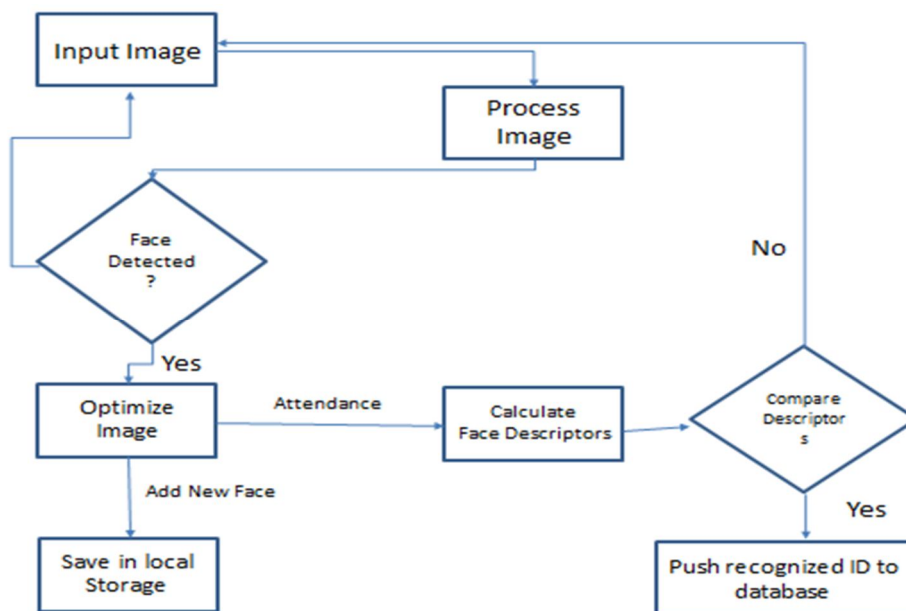 Input Image
Process
Image
Face
Detected
?
No
Yes
Optimize
Image
Attendance
Calculate
Face Descriptors
Compare
Descriptor
s
Add New Face
Yes
Save in local
Storage
Push recognized ID to
database